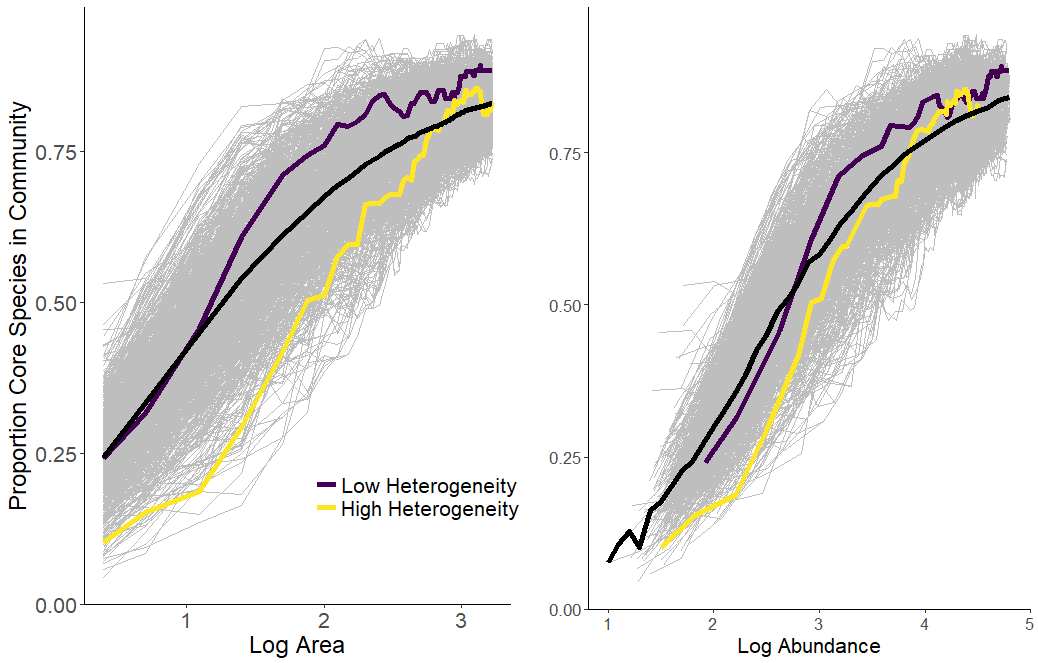 Proportion Core Species in Community
0.75
0.50
0.25
0.00
Low Heterogeneity
High Heterogeneity
1 2 3
Log Area
0.75
0.50
0.25
0.00
1 2 3 4 5
Log Abundance